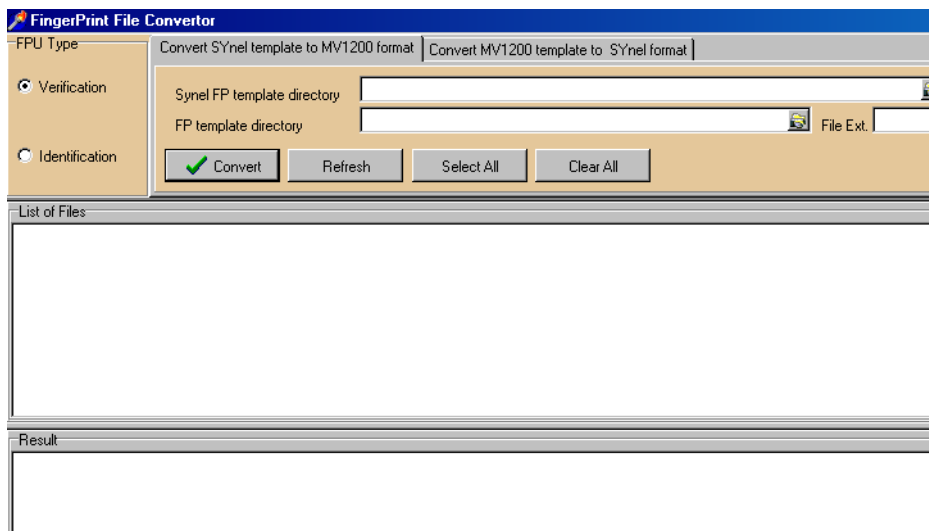 FingerPrint File Convertor
FPU Type
Convert SYnel template to MV1200 format
Convert MV1200 template to SYnel format
Verification
Synel FP template directory
FP template directory
File Ext.
Identification
Convert
Refresh
Select All
Clear All
List of Files
Result